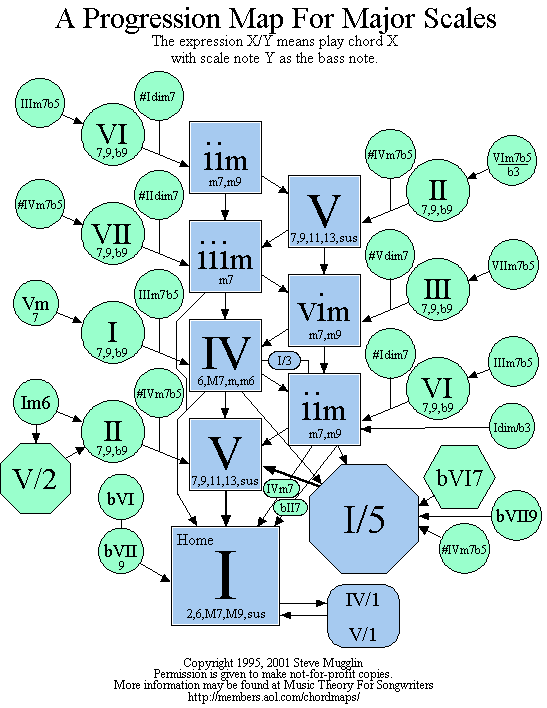 A Progression Map For Major Scales
The expression X/Y means play chord X
with scale note Y as the bass note.
IIIm7b5
#Idim7
VI
7,9,b9
iim
m7,m9
#IVm7b5
VIm7b5
b3
II
7,9,b9
V
7,9,11,13,sus
#IVm7b5
#IIdim7
VII
7,9,b9
iiim
m7
#Vdim7
VIIm7b5
III
7,9,b9
vim
m7,m9
Vm
7
IIIm7b5
I
7,9,b9
IV
6,M7,m,m6
I/3
#Idim7
IIIm7b5
VI
7,9,b9
iim
m7,m9
Im6
#IVm7b5
II
7,9,b9
V
7,9,11,13,sus
Idim/b3
V/2
IVm7
bII7
I/5
bVI7
bVII9
#IVm7b5
bVI
bVII
9
Home
I
2,6,M7,M9,sus
IV/1
V/1
Copyright 1995, 2001 Steve Mugglin
Permission is given to make not-for-profit copies.
More information may be found at Music Theory For Songwriters
http://members.aol.com/chordmaps/